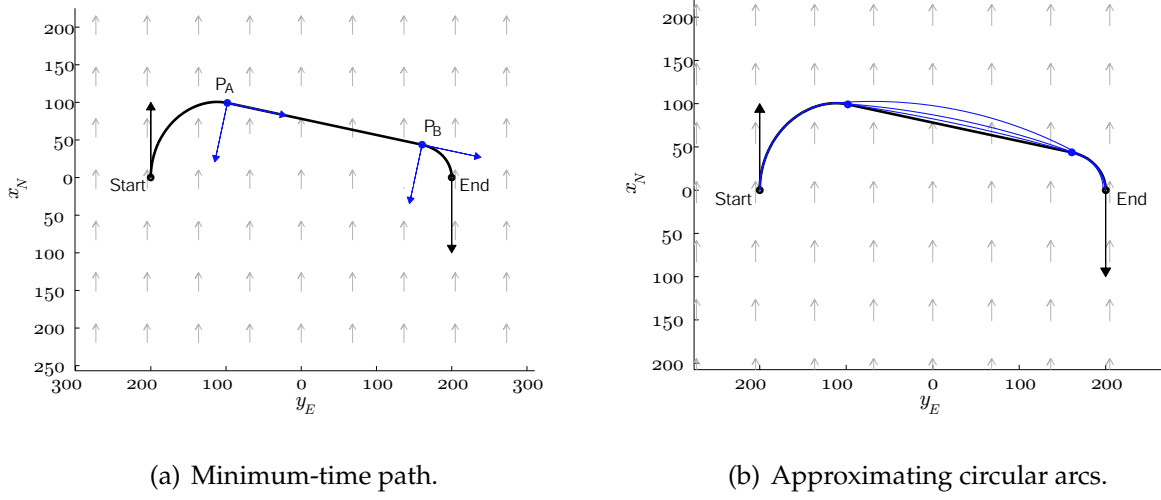 200
150
100
50
0
50
100
150
200
250
x_N
P_A
P_B
Start
End
300 200 100 0 100 200 300
y_E
(a) Minimum-time path.
200
150
100
50
0
50
100
150
200
x_N
Start
End
200 100 0 100 200
y_E
(b) Approximating circular arcs.